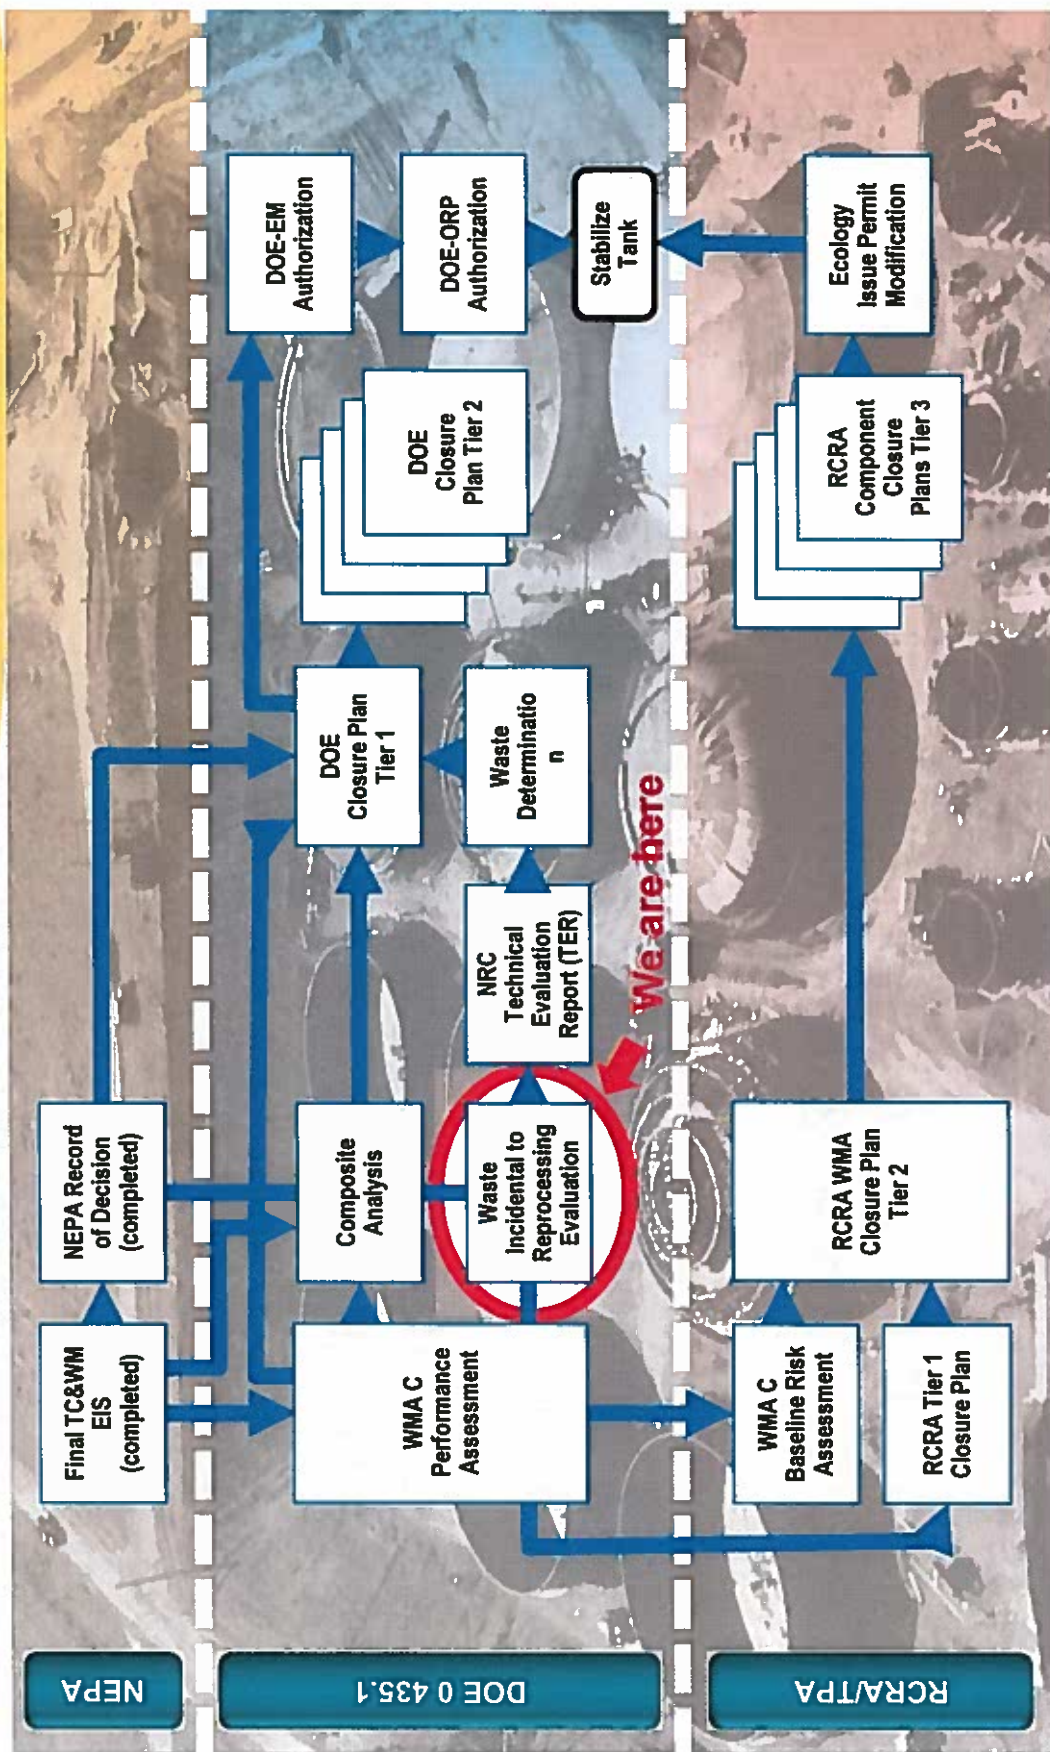 NEPA
Final TC&WM
EIS
(completed)
NEPA Record
of Decision
(completed)
DOE O 435.1
WMA C
Performance
Assessment
Composite
Analysis
Waste
Incidental to
Reprocessing
Evaluation
NRC
Technical
Evaluation
Report (TER)
We are here
DOE
Closure Plan
Tier 1
Waste
Determinatio
n
DOE
Closure
Plan Tier 2
DOE-EM
Authorization
DOE-ORP
Authorization
Stabilize
Tank
RCRA/TPA
WMA C
Baseline Risk
Assessment
RCRA Tier 1
Closure Plan
RCRA WMA
Closure Plan
Tier 2
RCRA
Component
Closure
Plans Tier 3
Ecology
Issue Permit
Modification